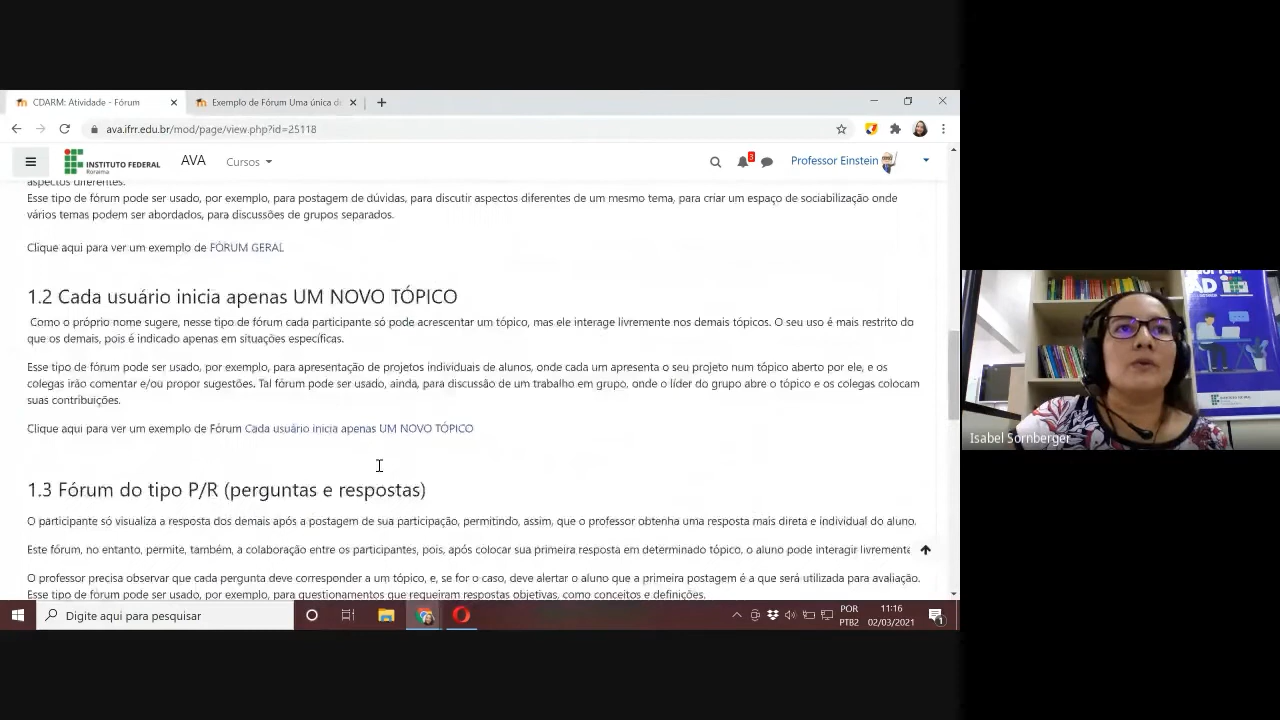 CDARM: Atividade - Fórum
Exemplo de Fórum Uma única d
ava.ifrr.edu.br/mod/page/view.php?id=25118
INSTITUTO FEDERAL
Roraima
AVA
Cursos
3
Professor Einstein
aspectos diferentes.
Esse tipo de fórum pode ser usado, por exemplo, para postagem de dúvidas, para discutir aspectos diferentes de um mesmo tema, para criar um espaço de sociabilização onde
vários temas podem ser abordados, para discussões de grupos separados.
Clique aqui para ver um exemplo de FÓRUM GERAL
1.2 Cada usuário inicia apenas UM NOVO TÓPICO
Como o próprio nome sugere, nesse tipo de fórum cada participante só pode acrescentar um tópico, mas ele interage livremente nos demais tópicos. O seu uso é mais restrito do
que os demais, pois é indicado apenas em situações específicas.
Esse tipo de fórum pode ser usado, por exemplo, para apresentação de projetos individuais de alunos, onde cada um apresenta o seu projeto num tópico aberto por ele, e os
colegas irão comentar e/ou propor sugestões. Tal fórum pode ser usado, ainda, para discussão de um trabalho em grupo, onde o líder do grupo abre o tópico e os colegas colocam
suas contribuições.
Clique aqui para ver um exemplo de Fórum Cada usuário inicia apenas UM NOVO TÓPICO
1.3 Fórum do tipo P/R (perguntas e respostas)
O participante só visualiza a resposta dos demais após a postagem de sua participação, permitindo, assim, que o professor obtenha uma resposta mais direta e individual do aluno.
Este fórum, no entanto, permite, também, a colaboração entre os participantes, pois, após colocar sua primeira resposta em determinado tópico, o aluno pode interagir livremente
O professor precisa observar que cada pergunta deve corresponder a um tópico, e, se for o caso, deve alertar o aluno que a primeira postagem é a que será utilizada para avaliação.
Esse tipo de fórum pode ser usado, por exemplo, para questionamentos que requeiram respostas objetivas, como conceitos e definições.
Digite aqui para pesquisar
POR
PTB2
11:16
02/03/2021
1
AD
INSTITUTO FEDERAL
Isabel Sornberger